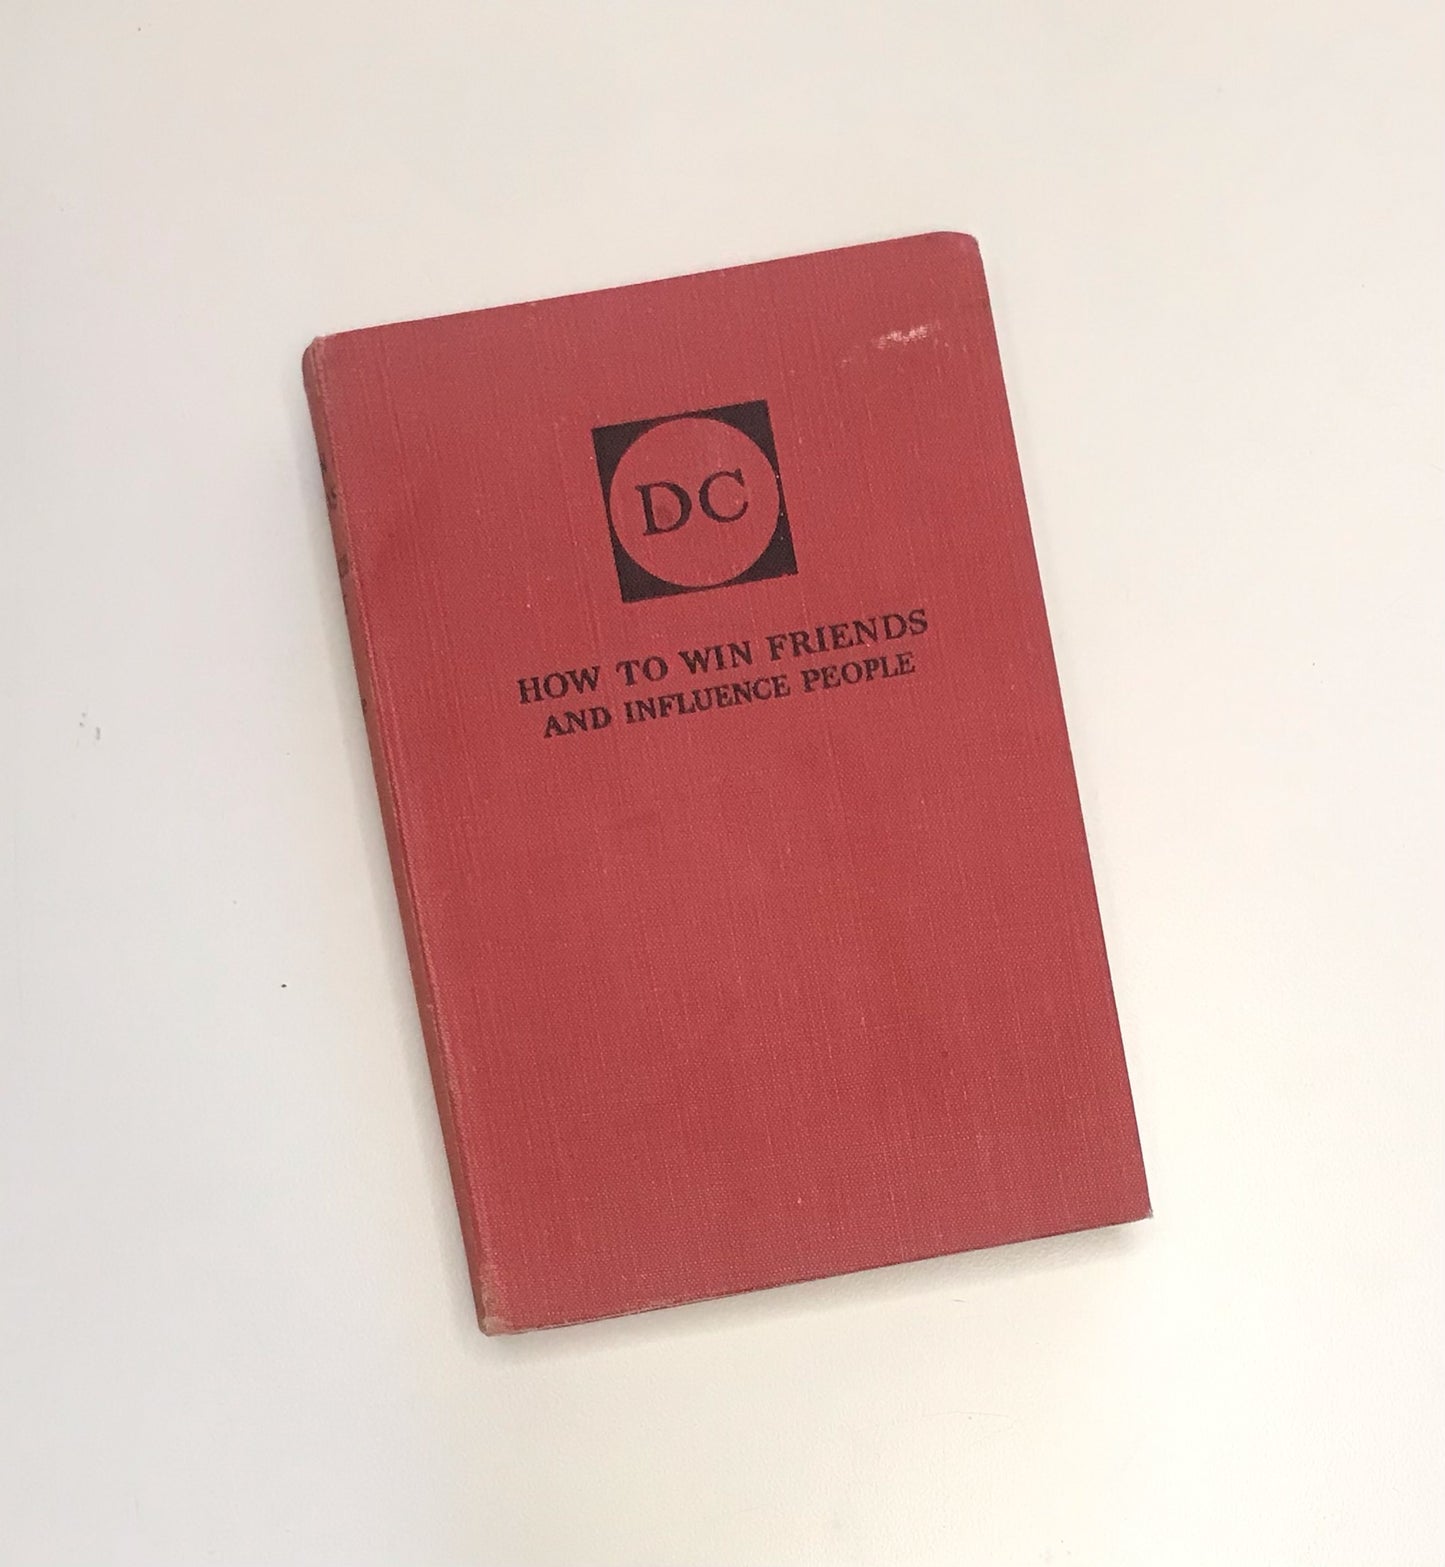 DC
HOW TO WIN FRIENDS
AND INFLUENCE PEOPLE